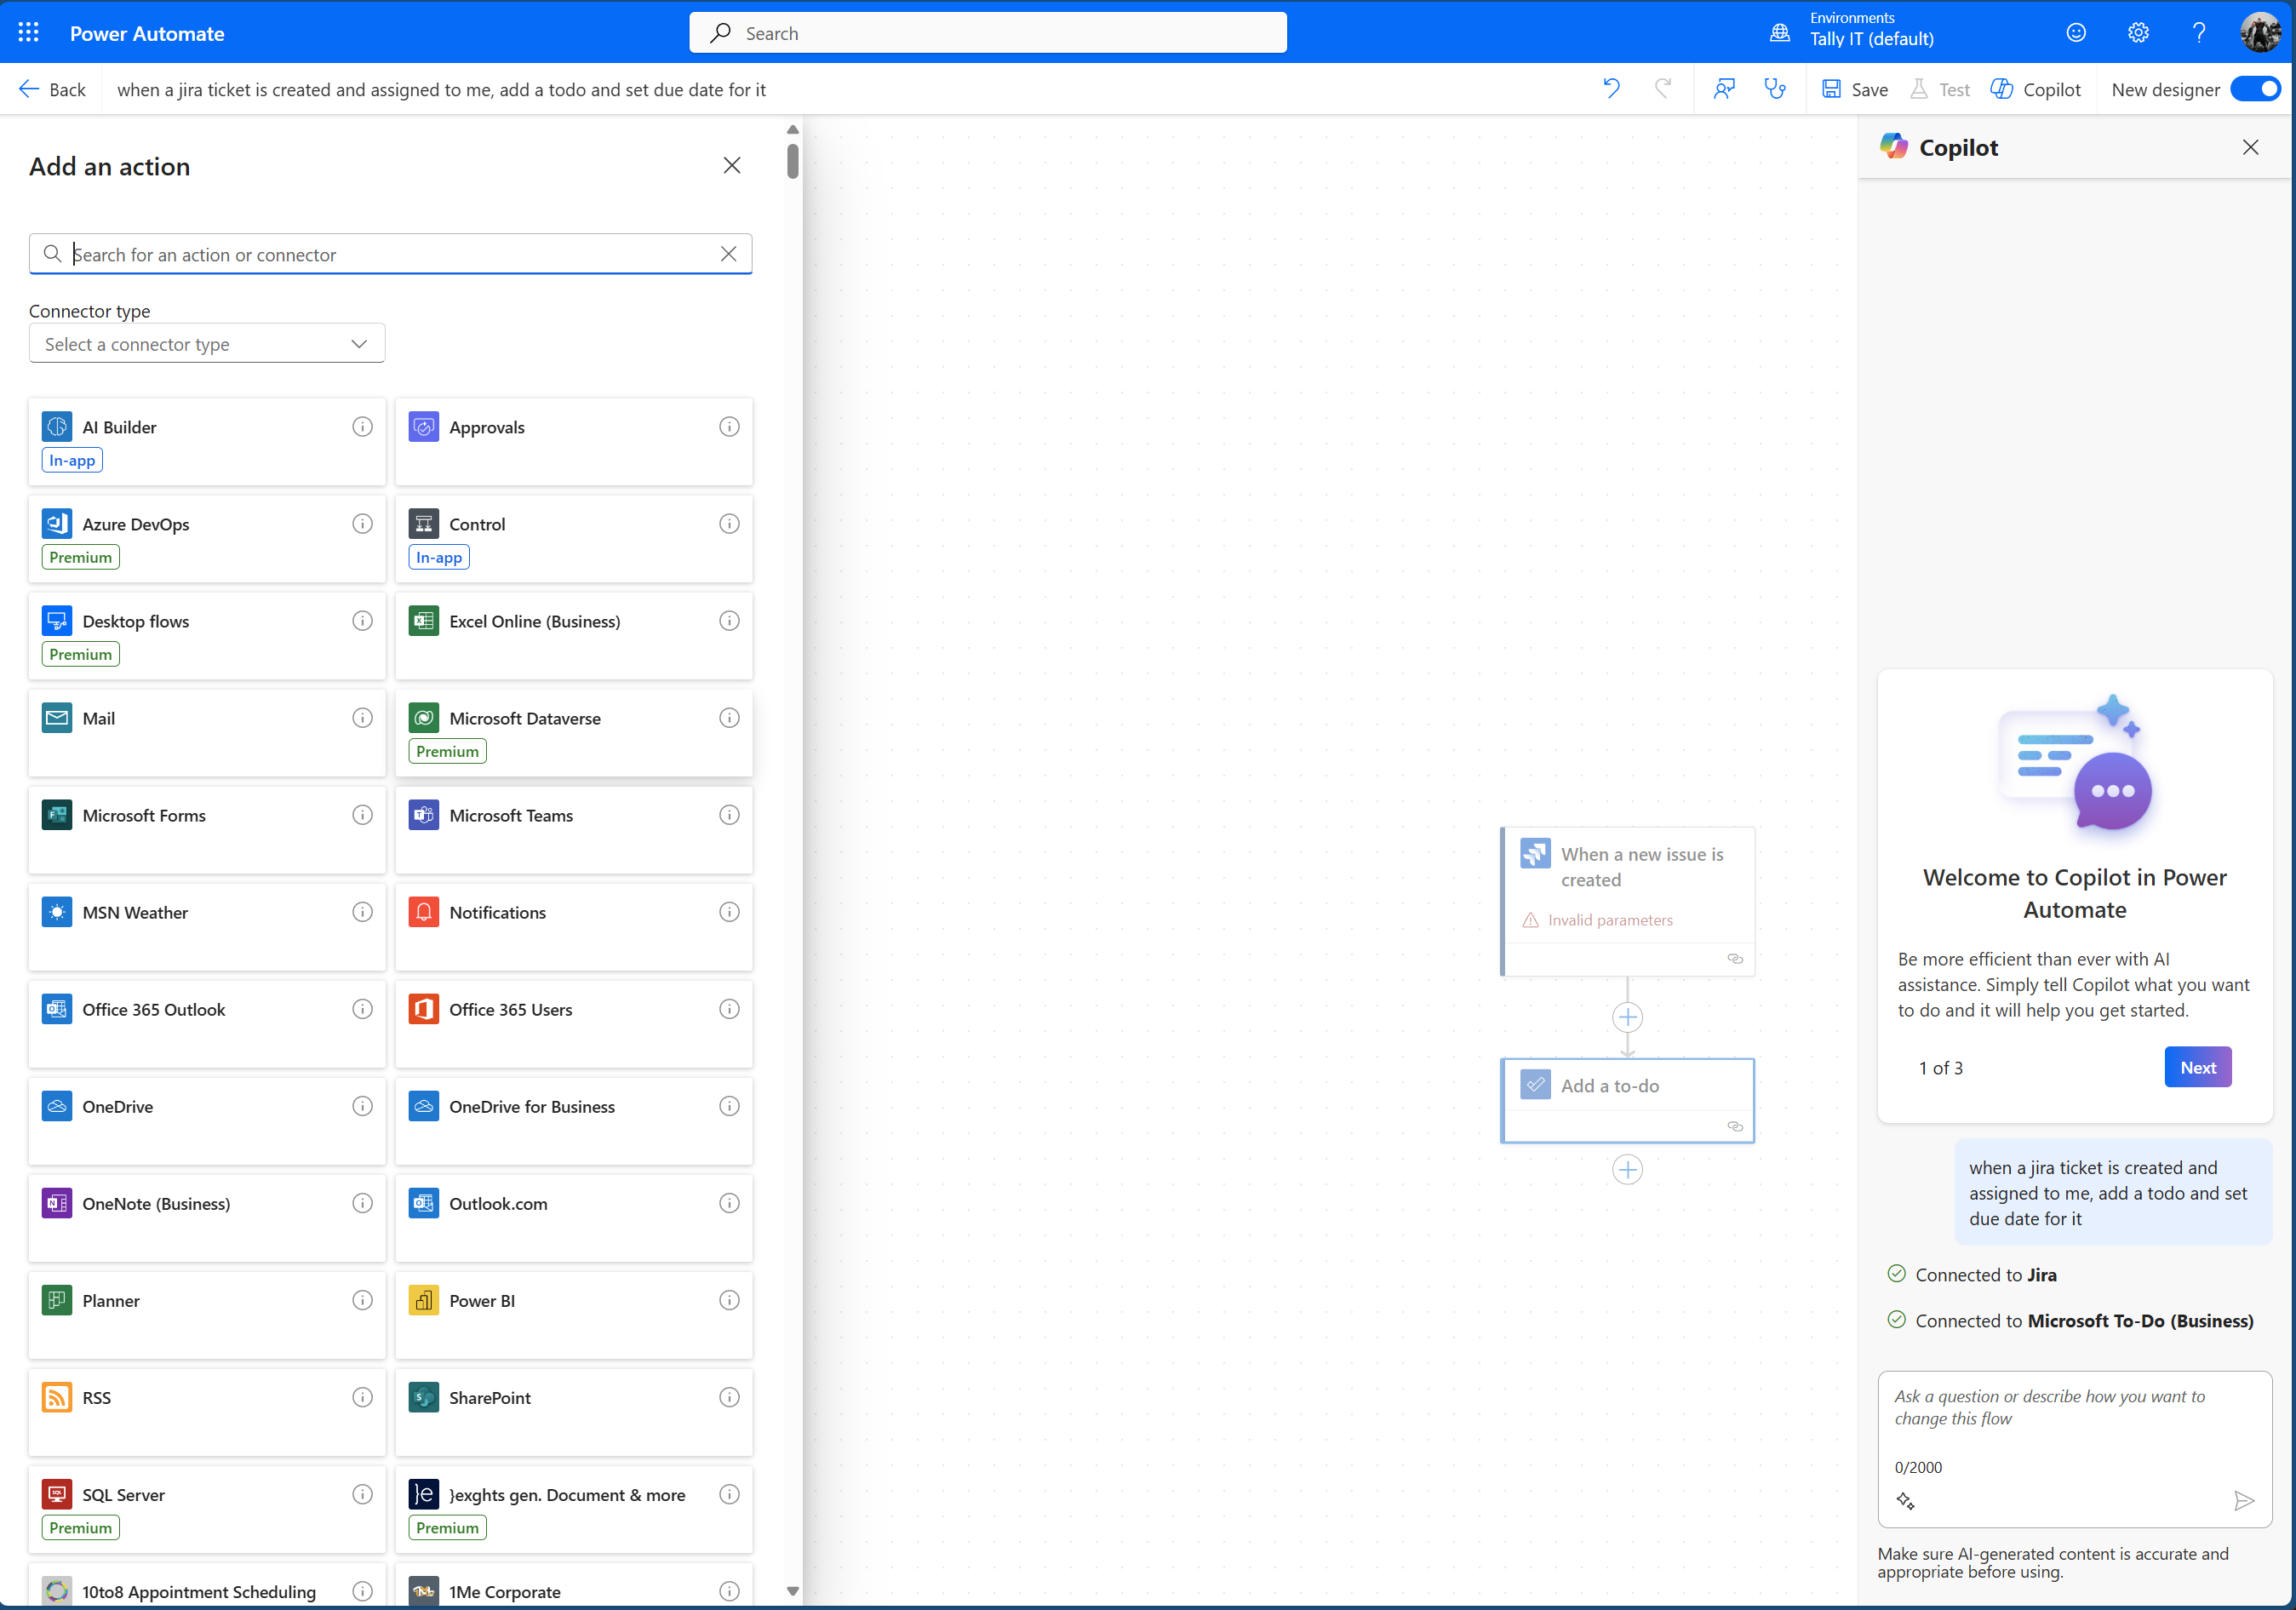 Power Automate
Search
Environments
Tally IT (default)
?
Back
when a jira ticket is created and assigned to me, add a todo and set due date for it
Save
Test
Copilot
New designer
Add an action
Search for an action or connector
Connector type
Select a connector type
AI Builder
In-app
Approvals
Azure DevOps
Premium
Control
In-app
Desktop flows
Premium
Excel Online (Business)
Mail
Microsoft Dataverse
Premium
Microsoft Forms
Microsoft Teams
MSN Weather
Notifications
Office 365 Outlook
Office 365 Users
OneDrive
OneDrive for Business
OneNote (Business)
Outlook.com
Planner
Power BI
RSS
SharePoint
SQL Server
Premium
}exghts gen. Document & more
Premium
10to8 Appointment Scheduling
1Me Corporate
When a new issue is
created
Invalid parameters
Add a to-do
Copilot
Welcome to Copilot in Power
Automate
Be more efficient than ever with AI
assistance. Simply tell Copilot what you want
to do and it will help you get started.
1 of 3
Next
when a jira ticket is created and
assigned to me, add a todo and set
due date for it
Connected to Jira
Connected to Microsoft To-Do (Business)
Ask a question or describe how you want to
change this flow
0/2000
Make sure AI-generated content is accurate and
appropriate before using.